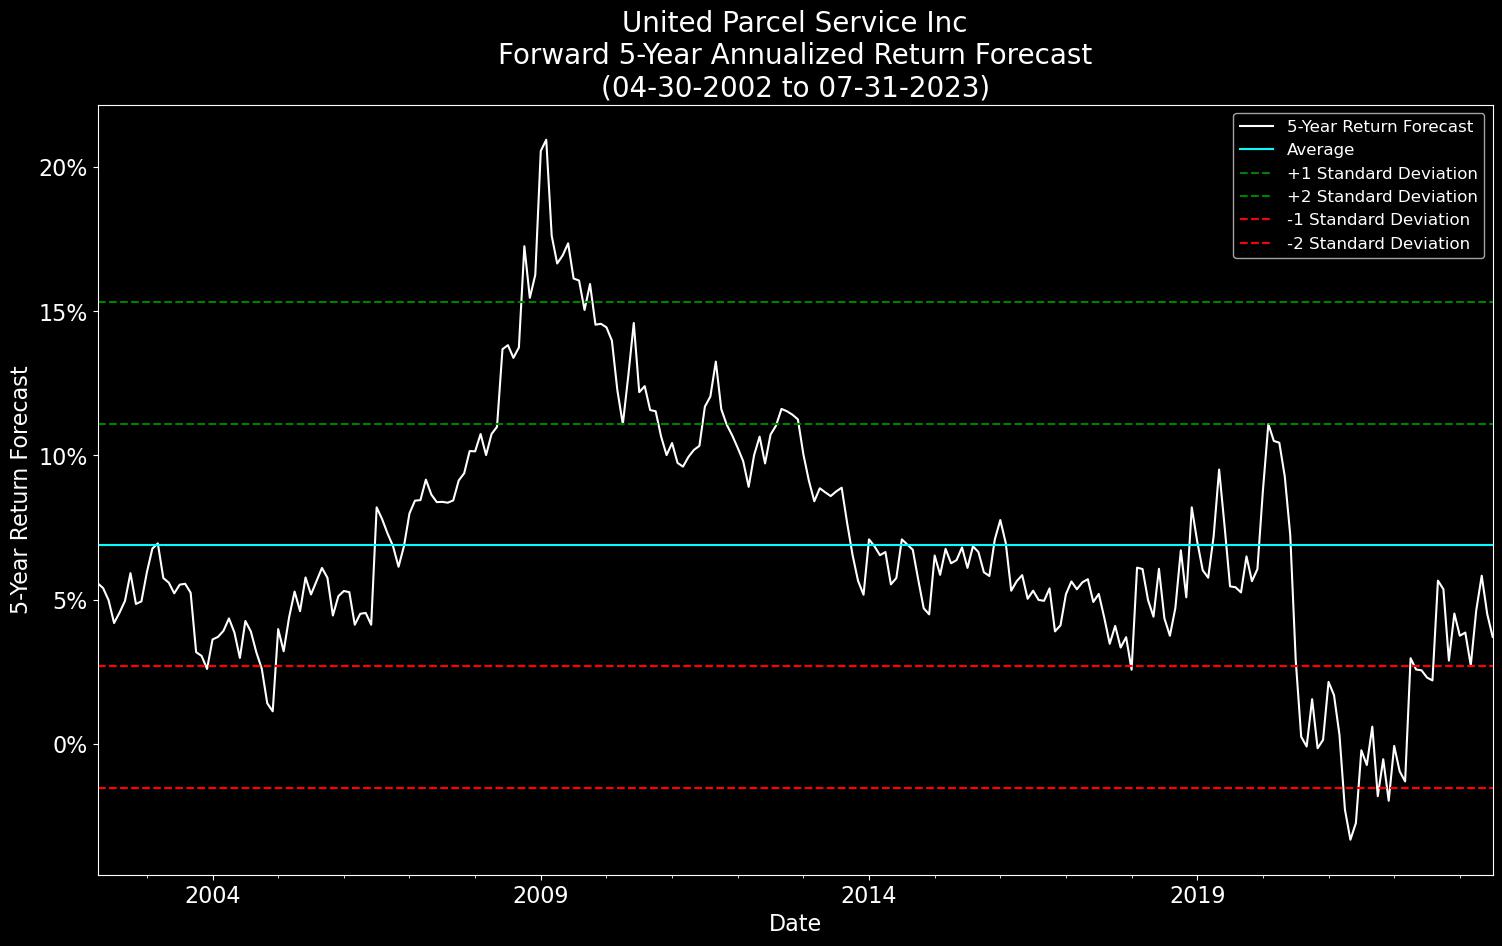 United Parcel Service Inc
Forward 5-Year Annualized Return Forecast
(04-30-2002 to 07-31-2023)
5-Year Return Forecast
Average
+1 Standard Deviation
+2 Standard Deviation
-1 Standard Deviation
-2 Standard Deviation
20%
15%
10%
5%
0%
5-Year Return Forecast
2004
2009
2014
2019
Date